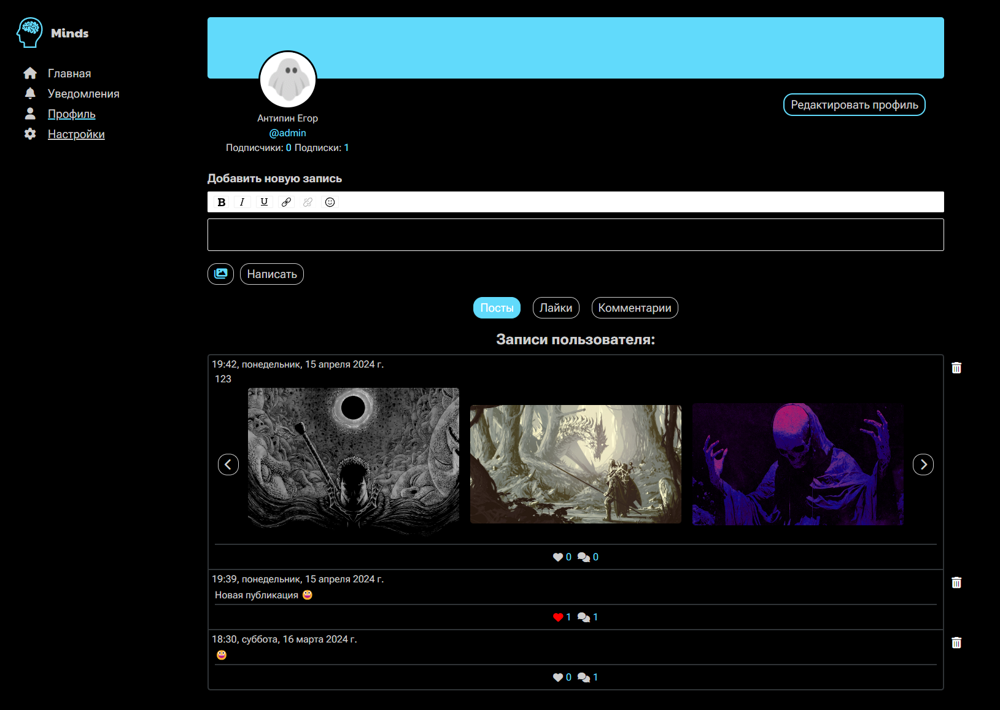 Minds
Главная
Уведомления
Профиль
Настройки
Редактировать профиль
Антипин Егор
@admin
Подписчики: 0 Подписки: 1
Добавить новую запись
B I U
Написать
Посты Лайки Комментарии
Записи пользователя:
19:42, понедельник, 15 апреля 2024 г.
123
0 0
19:39, понедельник, 15 апреля 2024 г.
Новая публикация
1 1
18:30, суббота, 16 марта 2024 г.
0 1